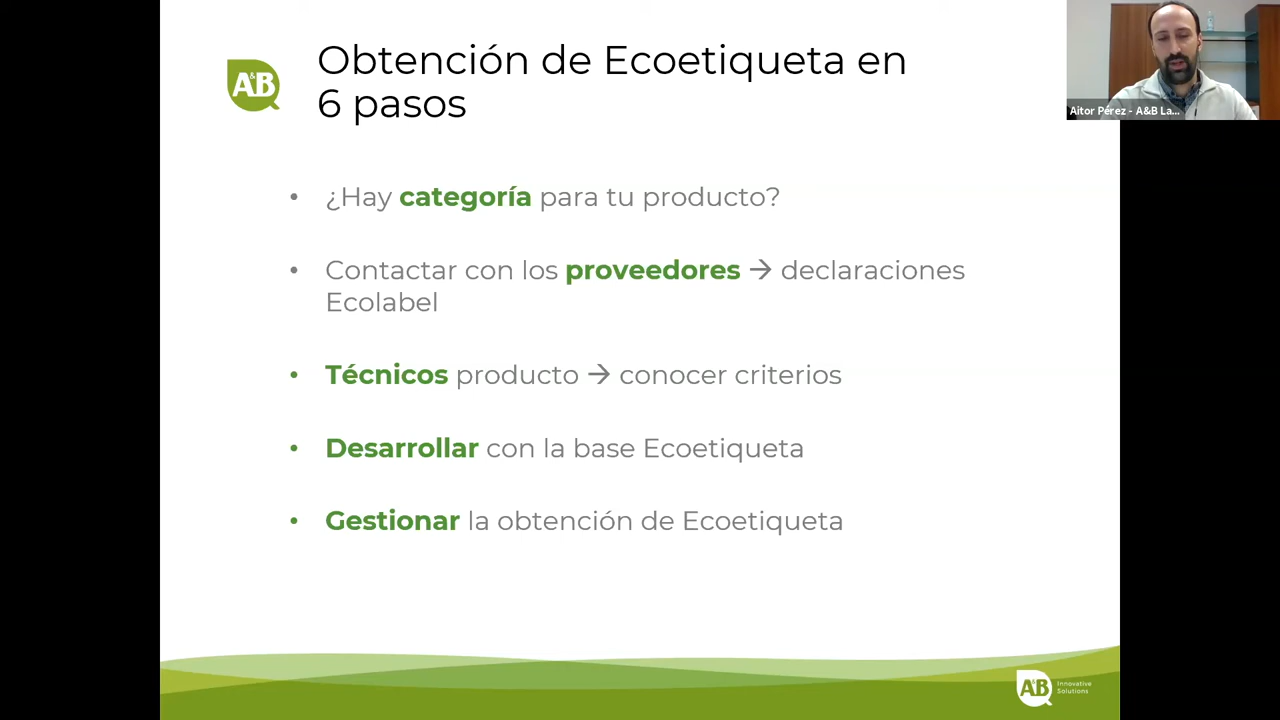 Obtención de Ecoetiqueta en
6 pasos
A&B
Aitor Pérez - A&B La...
• ¿Hay categoría para tu producto?
• Contactar con los proveedores → declaraciones
Ecolabel
• Técnicos producto → conocer criterios
• Desarrollar con la base Ecoetiqueta
• Gestionar la obtención de Ecoetiqueta
A&B
Innovative
Solutions